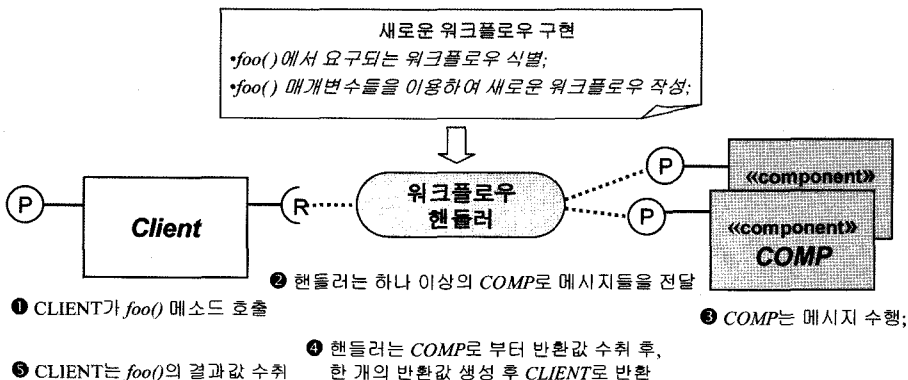 새로운 워크플로우 구현
•foo()에서 요구되는 워크플로우 식별;
•foo() 매개변수들을 이용하여 새로운 워크플로우 작성;
P
Client
R
워크플로우
핸들러
P
P
«component»
«component»
COMP
❷ 핸들러는 하나 이상의 COMP로 메시지들을 전달
❶ CLIENT가 foo() 메소드 호출
❸ COMP는 메시지 수행;
❹ 핸들러는 COMP로 부터 반환값 수취 후,
한 개의 반환값 생성 후 CLIENT로 반환
❺ CLIENT는 foo()의 결과값 수취